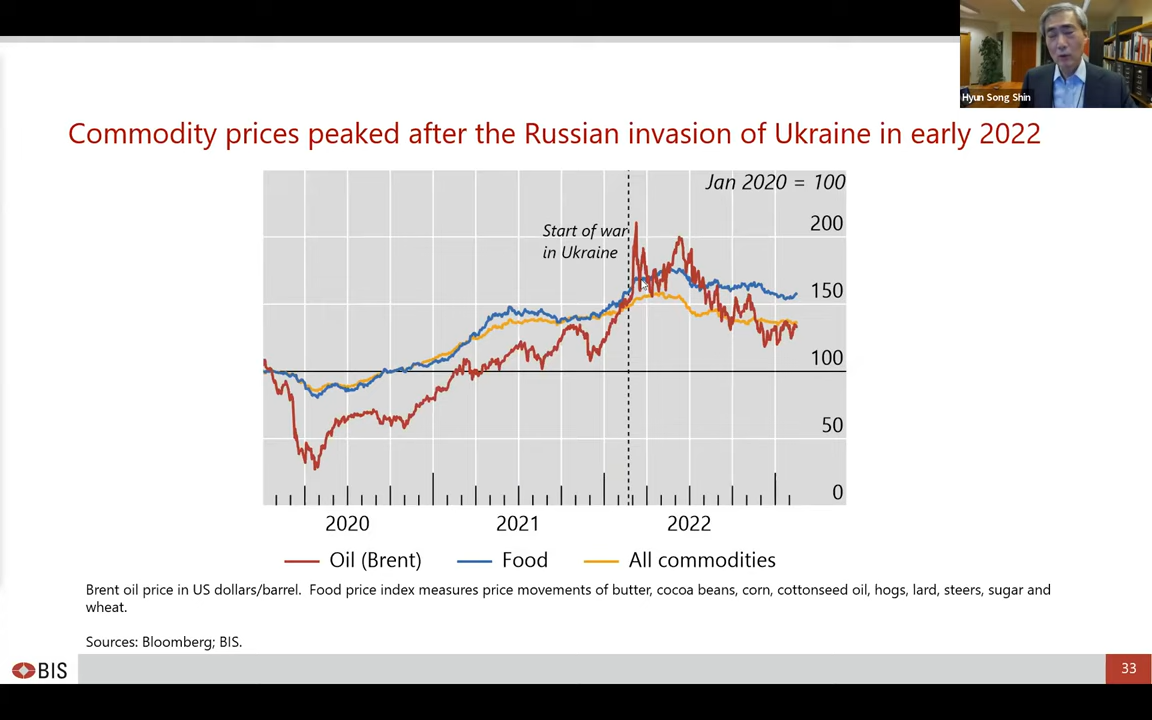 Hyun Song Shin
Commodity prices peaked after the Russian invasion of Ukraine in early 2022
Jan 2020 = 100
Start of war
in Ukraine
200
150
100
50
0
2020 2021 2022
Oil (Brent) Food All commodities
Brent oil price in US dollars/barrel. Food price index measures price movements of butter, cocoa beans, corn, cottonseed oil, hogs, lard, steers, sugar and
wheat.
Sources: Bloomberg; BIS.
BIS
33